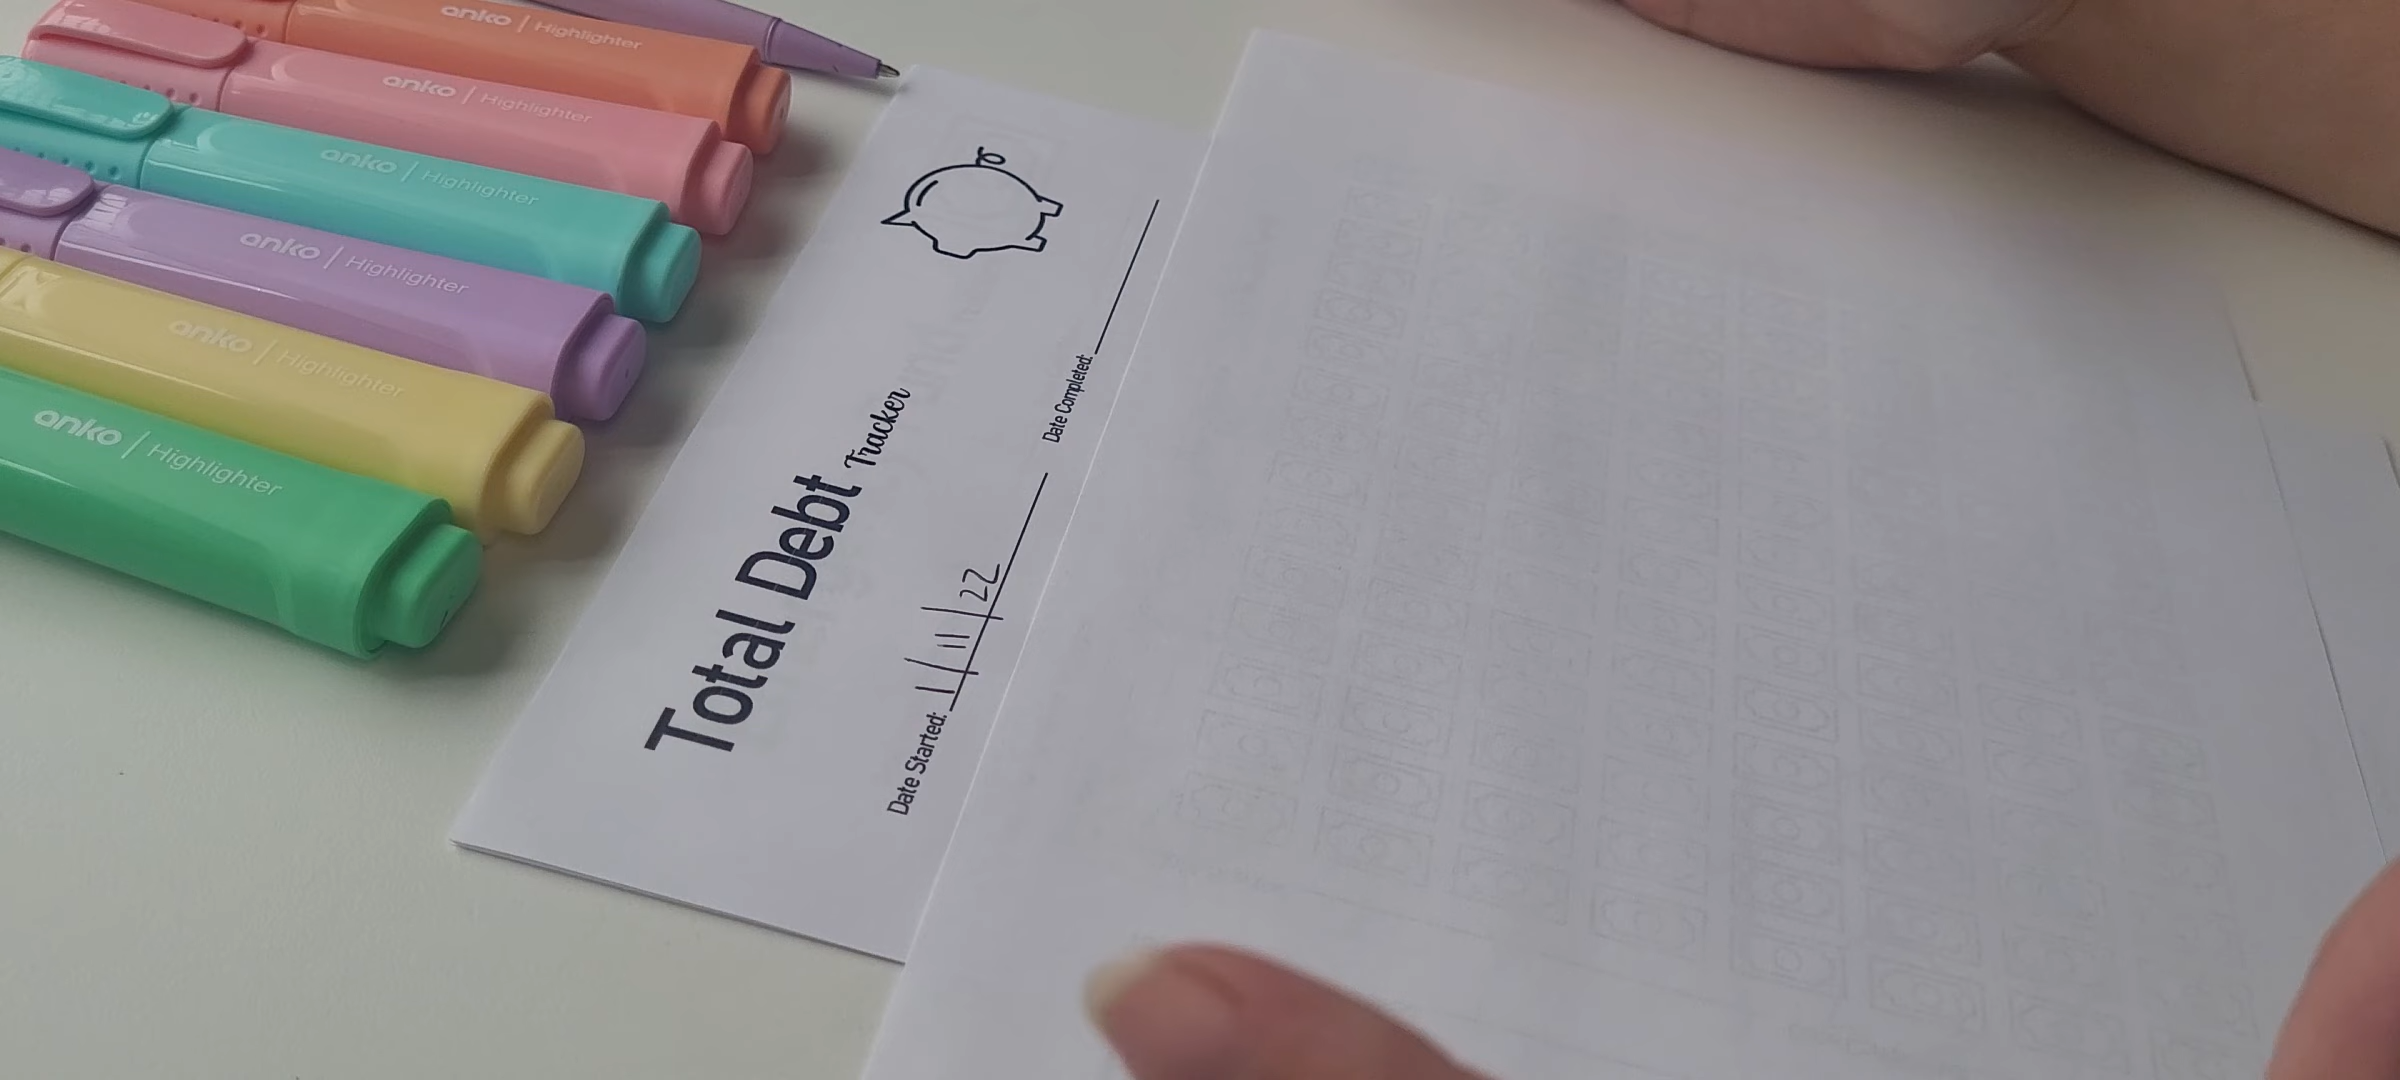 anko | Highlighter
anko | Highlighter
anko | Highlighter
anko | Highlighter
anko | Highlighter
anko | Highlighter
Total Debt Tracker
Date Started: 1/11/22
Date Completed: